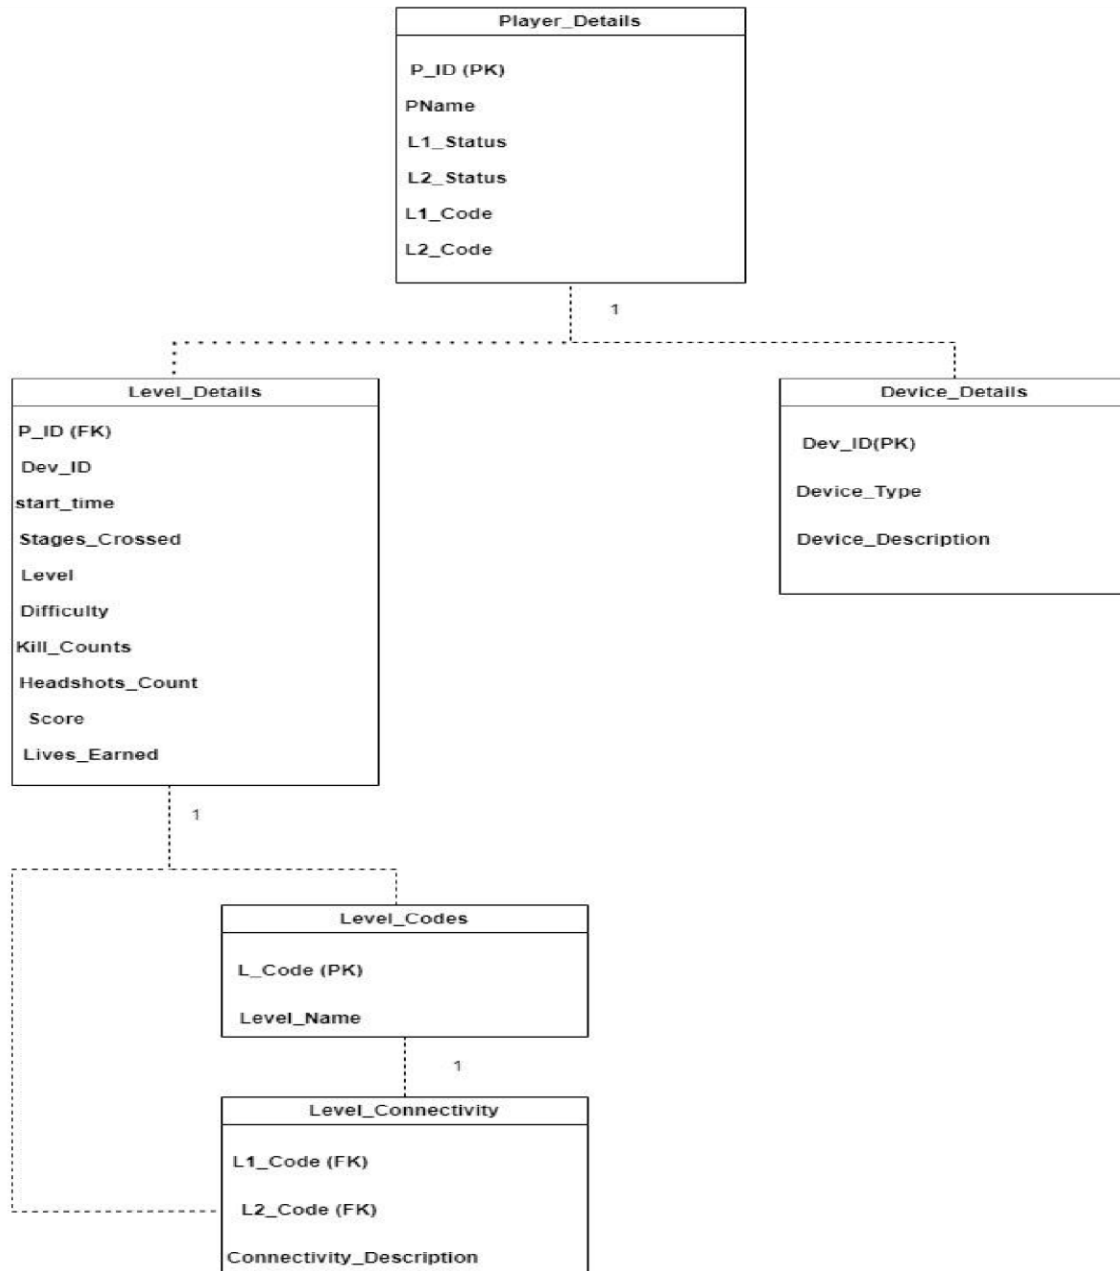 Player_Details
P_ID (PK)
PName
L1_Status
L2_Status
L1_Code
L2_Code
1
Level_Details
P_ID (FK)
Dev_ID
start_time
Stages_Crossed
Level
Difficulty
Kill_Counts
Headshots_Count
Score
Lives_Earned
Device_Details
Dev_ID(PK)
Device_Type
Device_Description
1
Level_Codes
L_Code (PK)
Level_Name
1
Level_Connectivity
L1_Code (FK)
L2_Code (FK)
Connectivity_Description